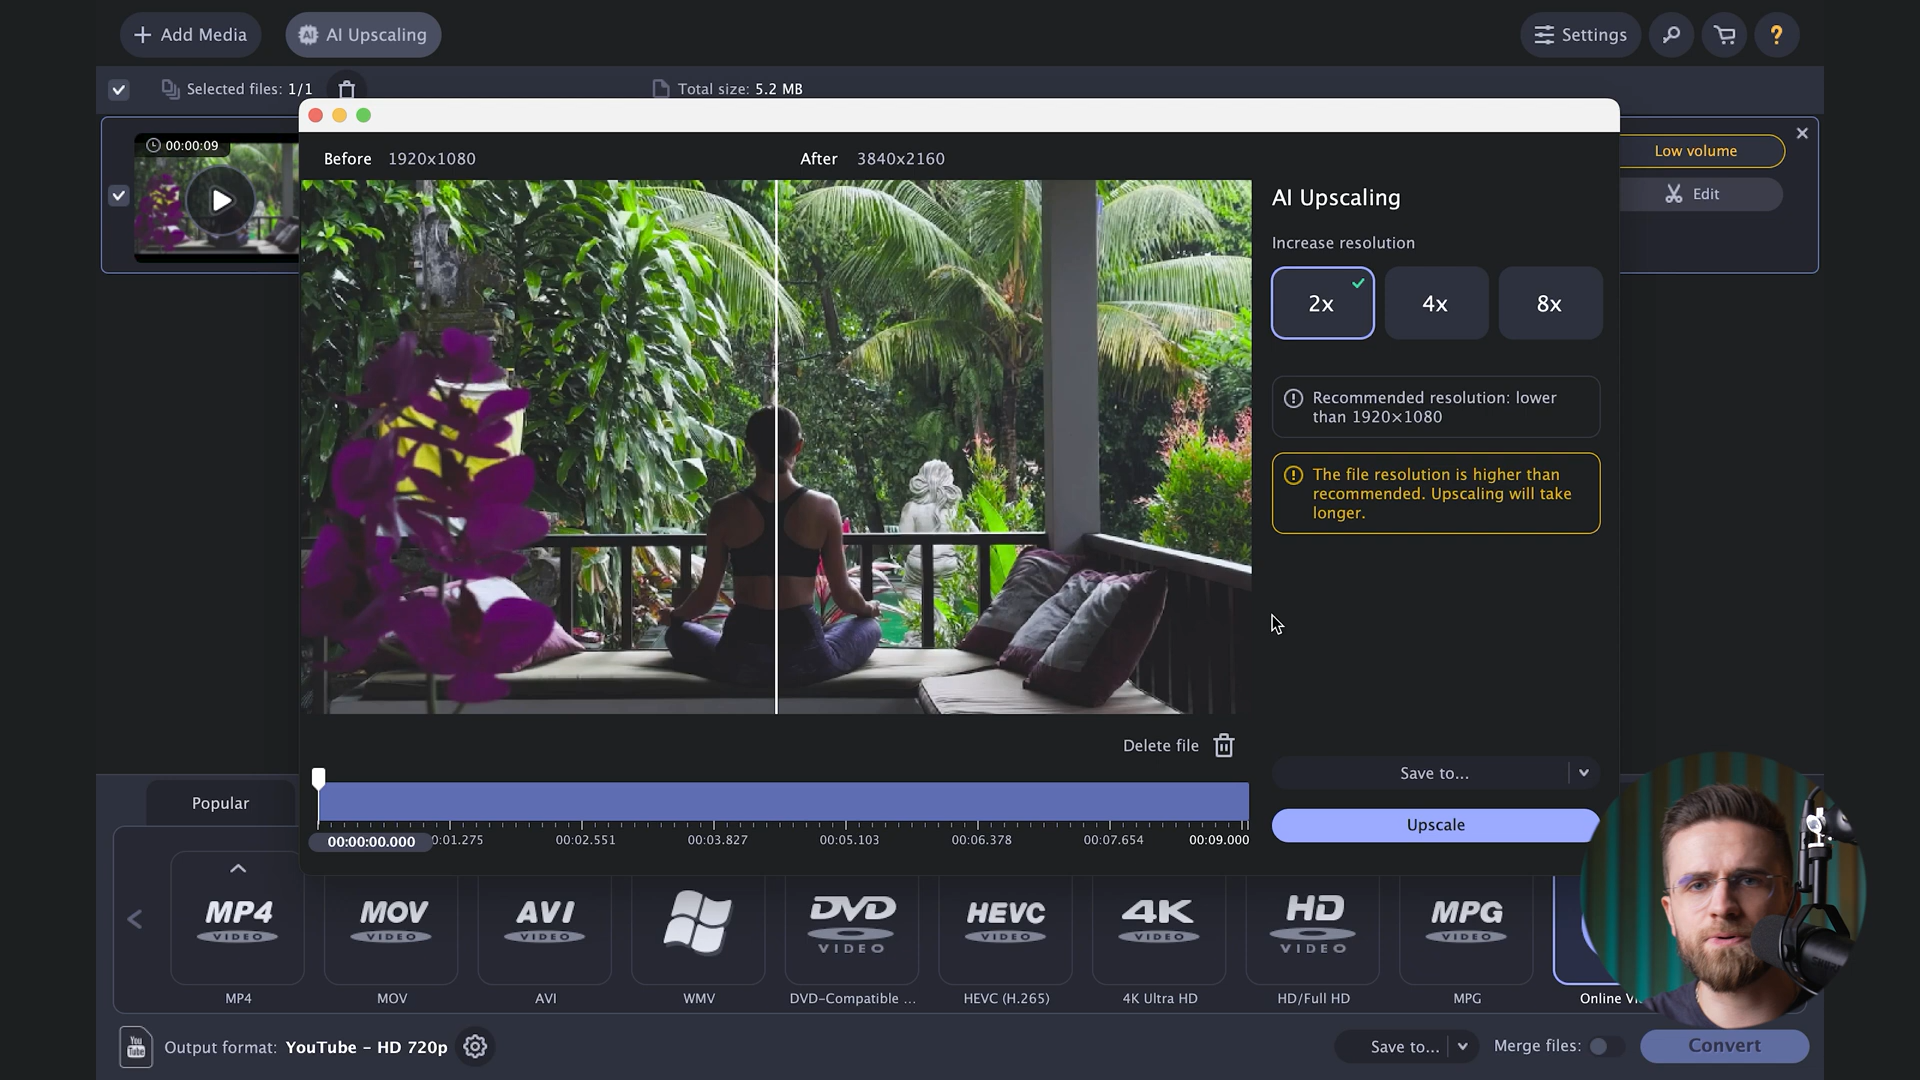 Add Media
AI Upscaling
Settings
?
Selected files: 1/1
Total size: 5.2 MB
00:00:09
Before 1920x1080
After 3840x2160
Low volume
Edit
AI Upscaling
Increase resolution
2x
4x
8x
Recommended resolution: lower
than 1920×1080
The file resolution is higher than
recommended. Upscaling will take
longer.
Delete file
Save to...
Upscale
00:00:00.000
0:01.275
00:02.551
00:03.827
00:05.103
00:06.378
00:07.654
00:09.000
Popular
MP4 VIDEO
MOV VIDEO
AVI VIDEO
DVD VIDEO
HEVC VIDEO
4K VIDEO
HD VIDEO
MPG VIDEO
MP4
MOV
AVI
WMV
DVD-Compatible ...
HEVC (H.265)
4K Ultra HD
HD/Full HD
MPG
Online
You Tube
Output format: YouTube - HD 720p
Save to...
Merge files:
Convert